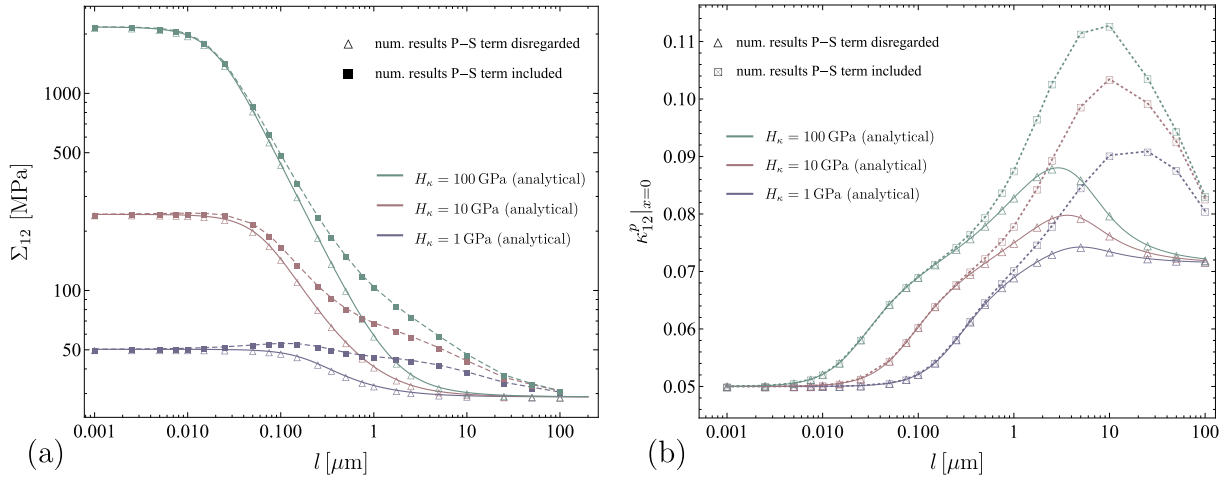 △ num. results P−S term disregarded
■ num. results P−S term included
H_κ = 100 GPa (analytical)
H_κ = 10 GPa (analytical)
H_κ = 1 GPa (analytical)
Σ₁₂ [MPa]
1000
500
100
50
0.001 0.010 0.100 1 10 100
l [μm]
(a)
△ num. results P−S term disregarded
⊡ num. results P−S term included
H_κ = 100 GPa (analytical)
H_κ = 10 GPa (analytical)
H_κ = 1 GPa (analytical)
κ₁₂ᵖ|ₓ₌₀
0.11
0.10
0.09
0.08
0.07
0.06
0.05
0.001 0.010 0.100 1 10 100
l [μm]
(b)